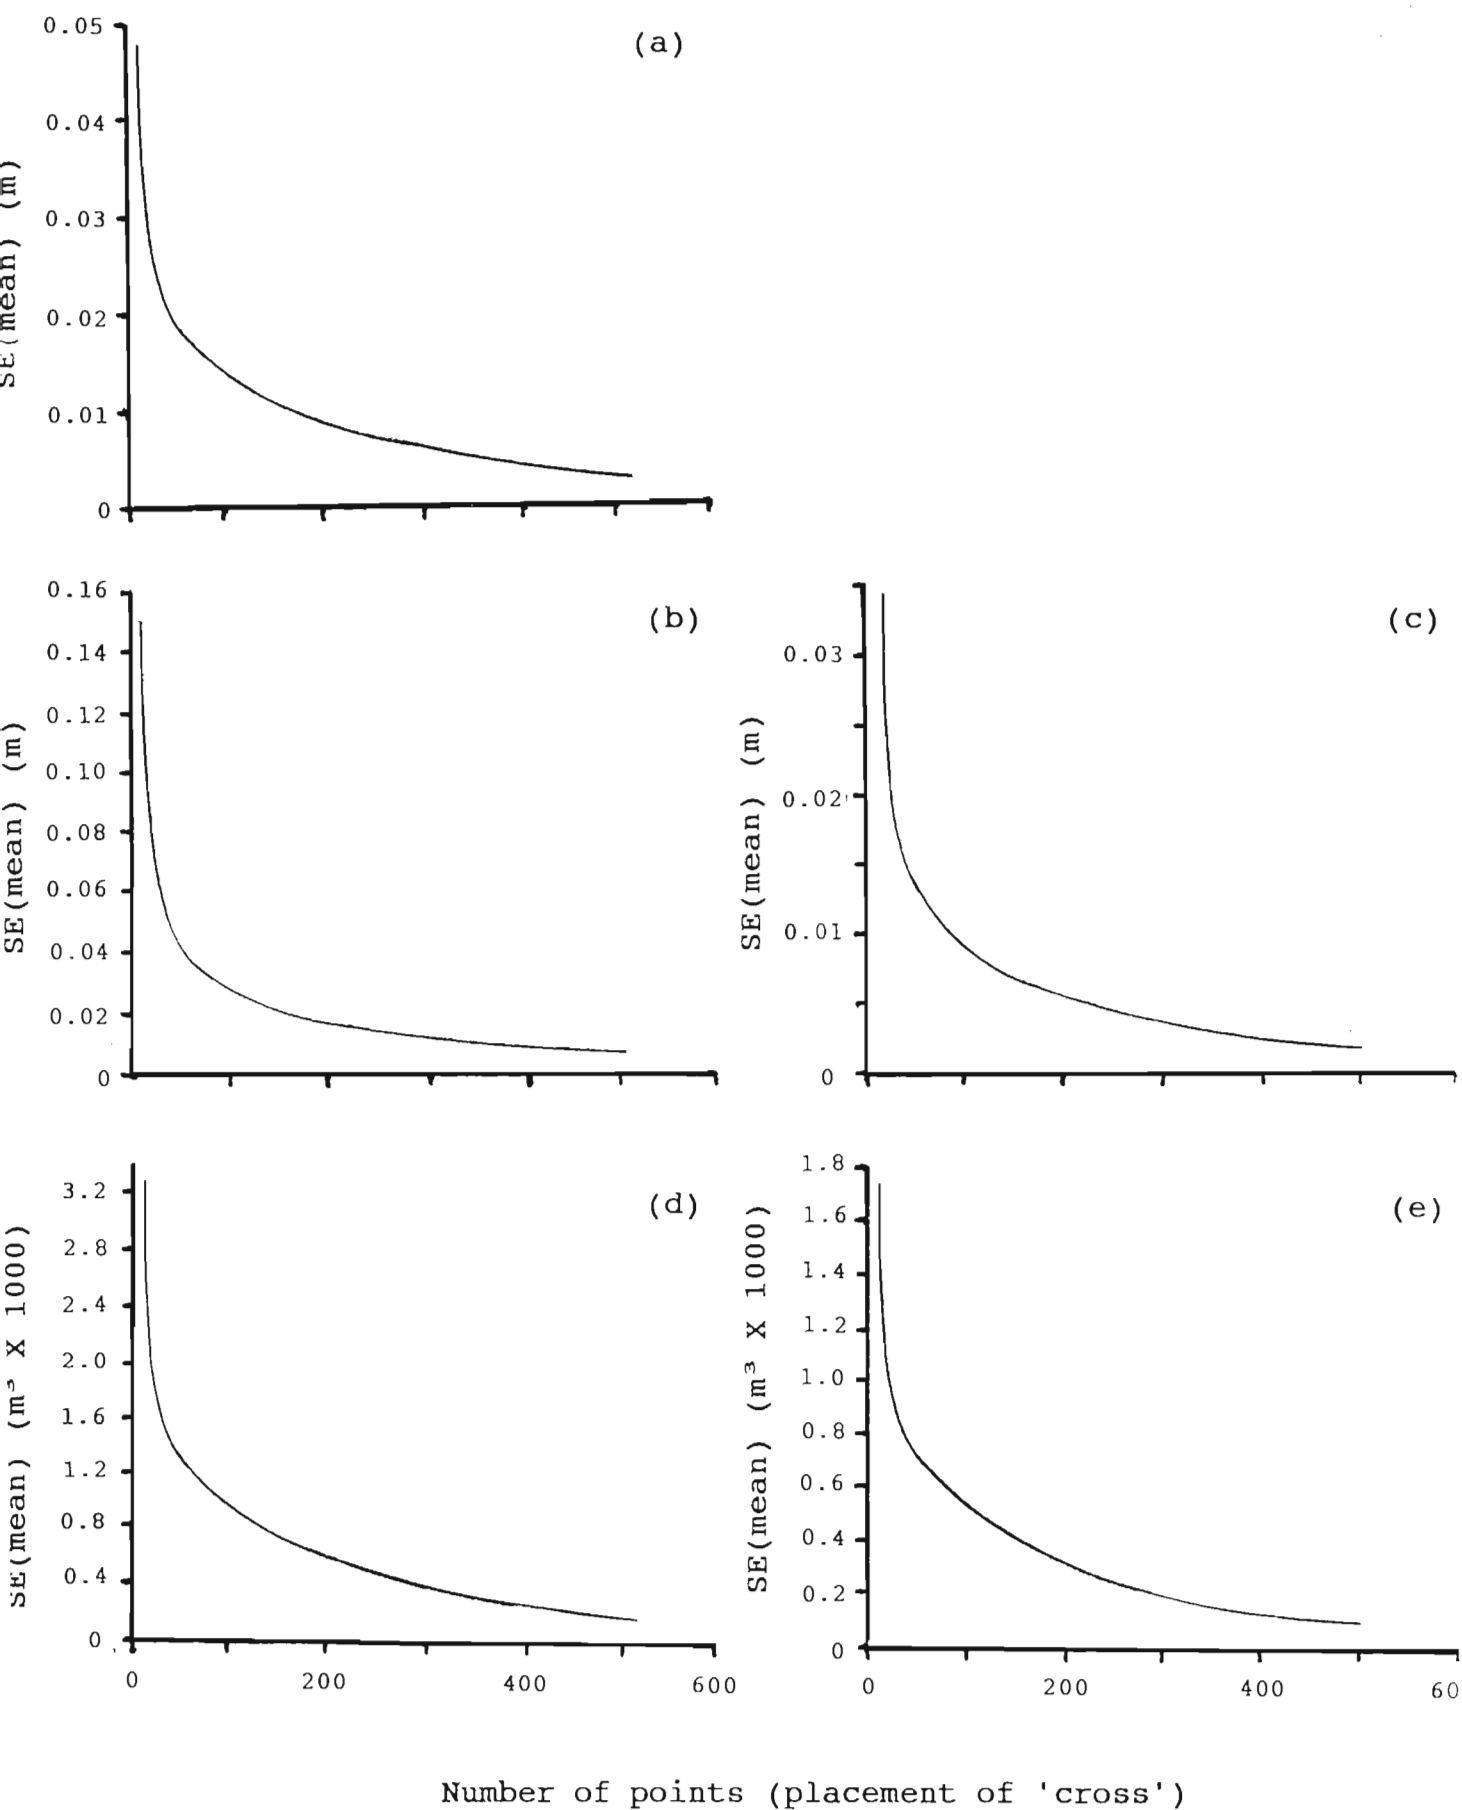 (a)
0.05
0.04
0.03
0.02
0.01
0
SE(mean) (m)
(b)
0.16
0.14
0.12
0.10
0.08
0.06
0.04
0.02
0
SE(mean) (m)
(c)
0.03
0.02
0.01
0
SE(mean) (m)
(d)
3.2
2.8
2.4
2.0
1.6
1.2
0.8
0.4
0
SE(mean) (m³ X 1000)
0 200 400 600
(e)
1.8
1.6
1.4
1.2
1.0
0.8
0.6
0.4
0.2
0
SE(mean) (m³ X 1000)
0 200 400 60
Number of points (placement of 'cross')